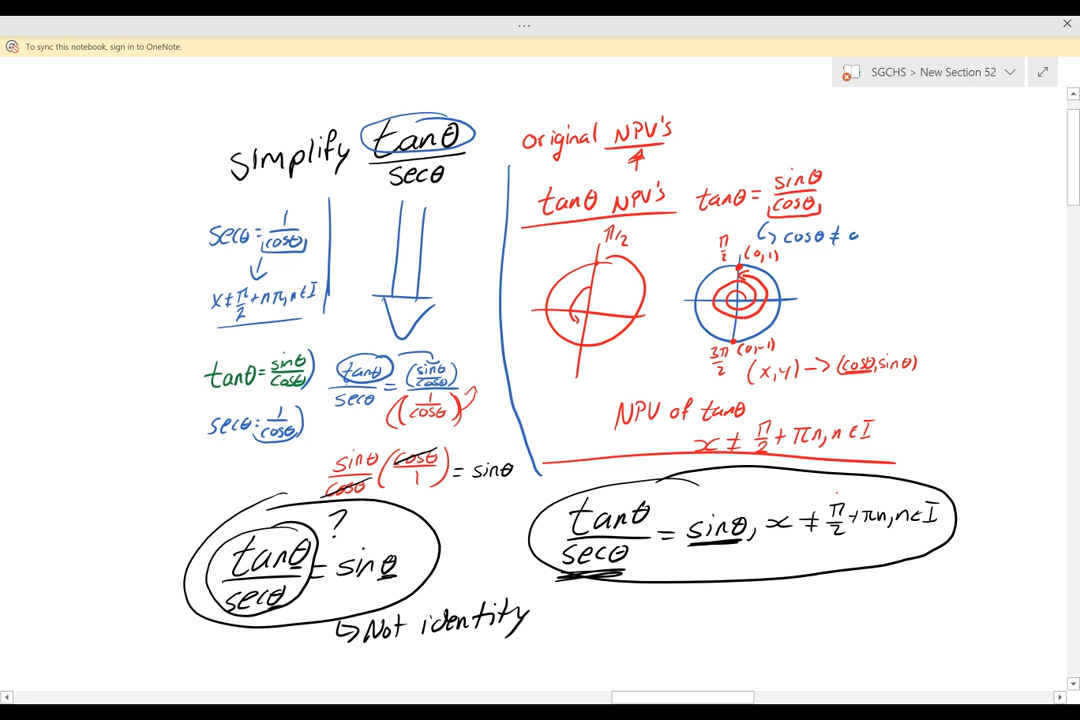 ...
To sync this notebook, sign in to OneNote.
SGCHS > New Section 52
simplify tanθ/secθ
secθ = 1/cosθ
x ≠ π/2 + nπ, n ∈ I
tanθ = sinθ/cosθ
secθ = 1/cosθ
tanθ/secθ = (sinθ/cosθ)/(1/cosθ)
sinθ/cosθ (cosθ/1) = sinθ
?
tanθ/secθ = sinθ
↳ Not identity
original NPV's
tanθ NPV's
π/2
tanθ = sinθ/cosθ
↳ cosθ ≠ 0
π/2 (0,1)
3π/2 (0,-1)
(x,y) -> (cosθ, sinθ)
NPV of tanθ
x ≠ π/2 + πn, n ∈ I
tanθ/secθ = sinθ, x ≠ π/2 + πn, n ∈ I